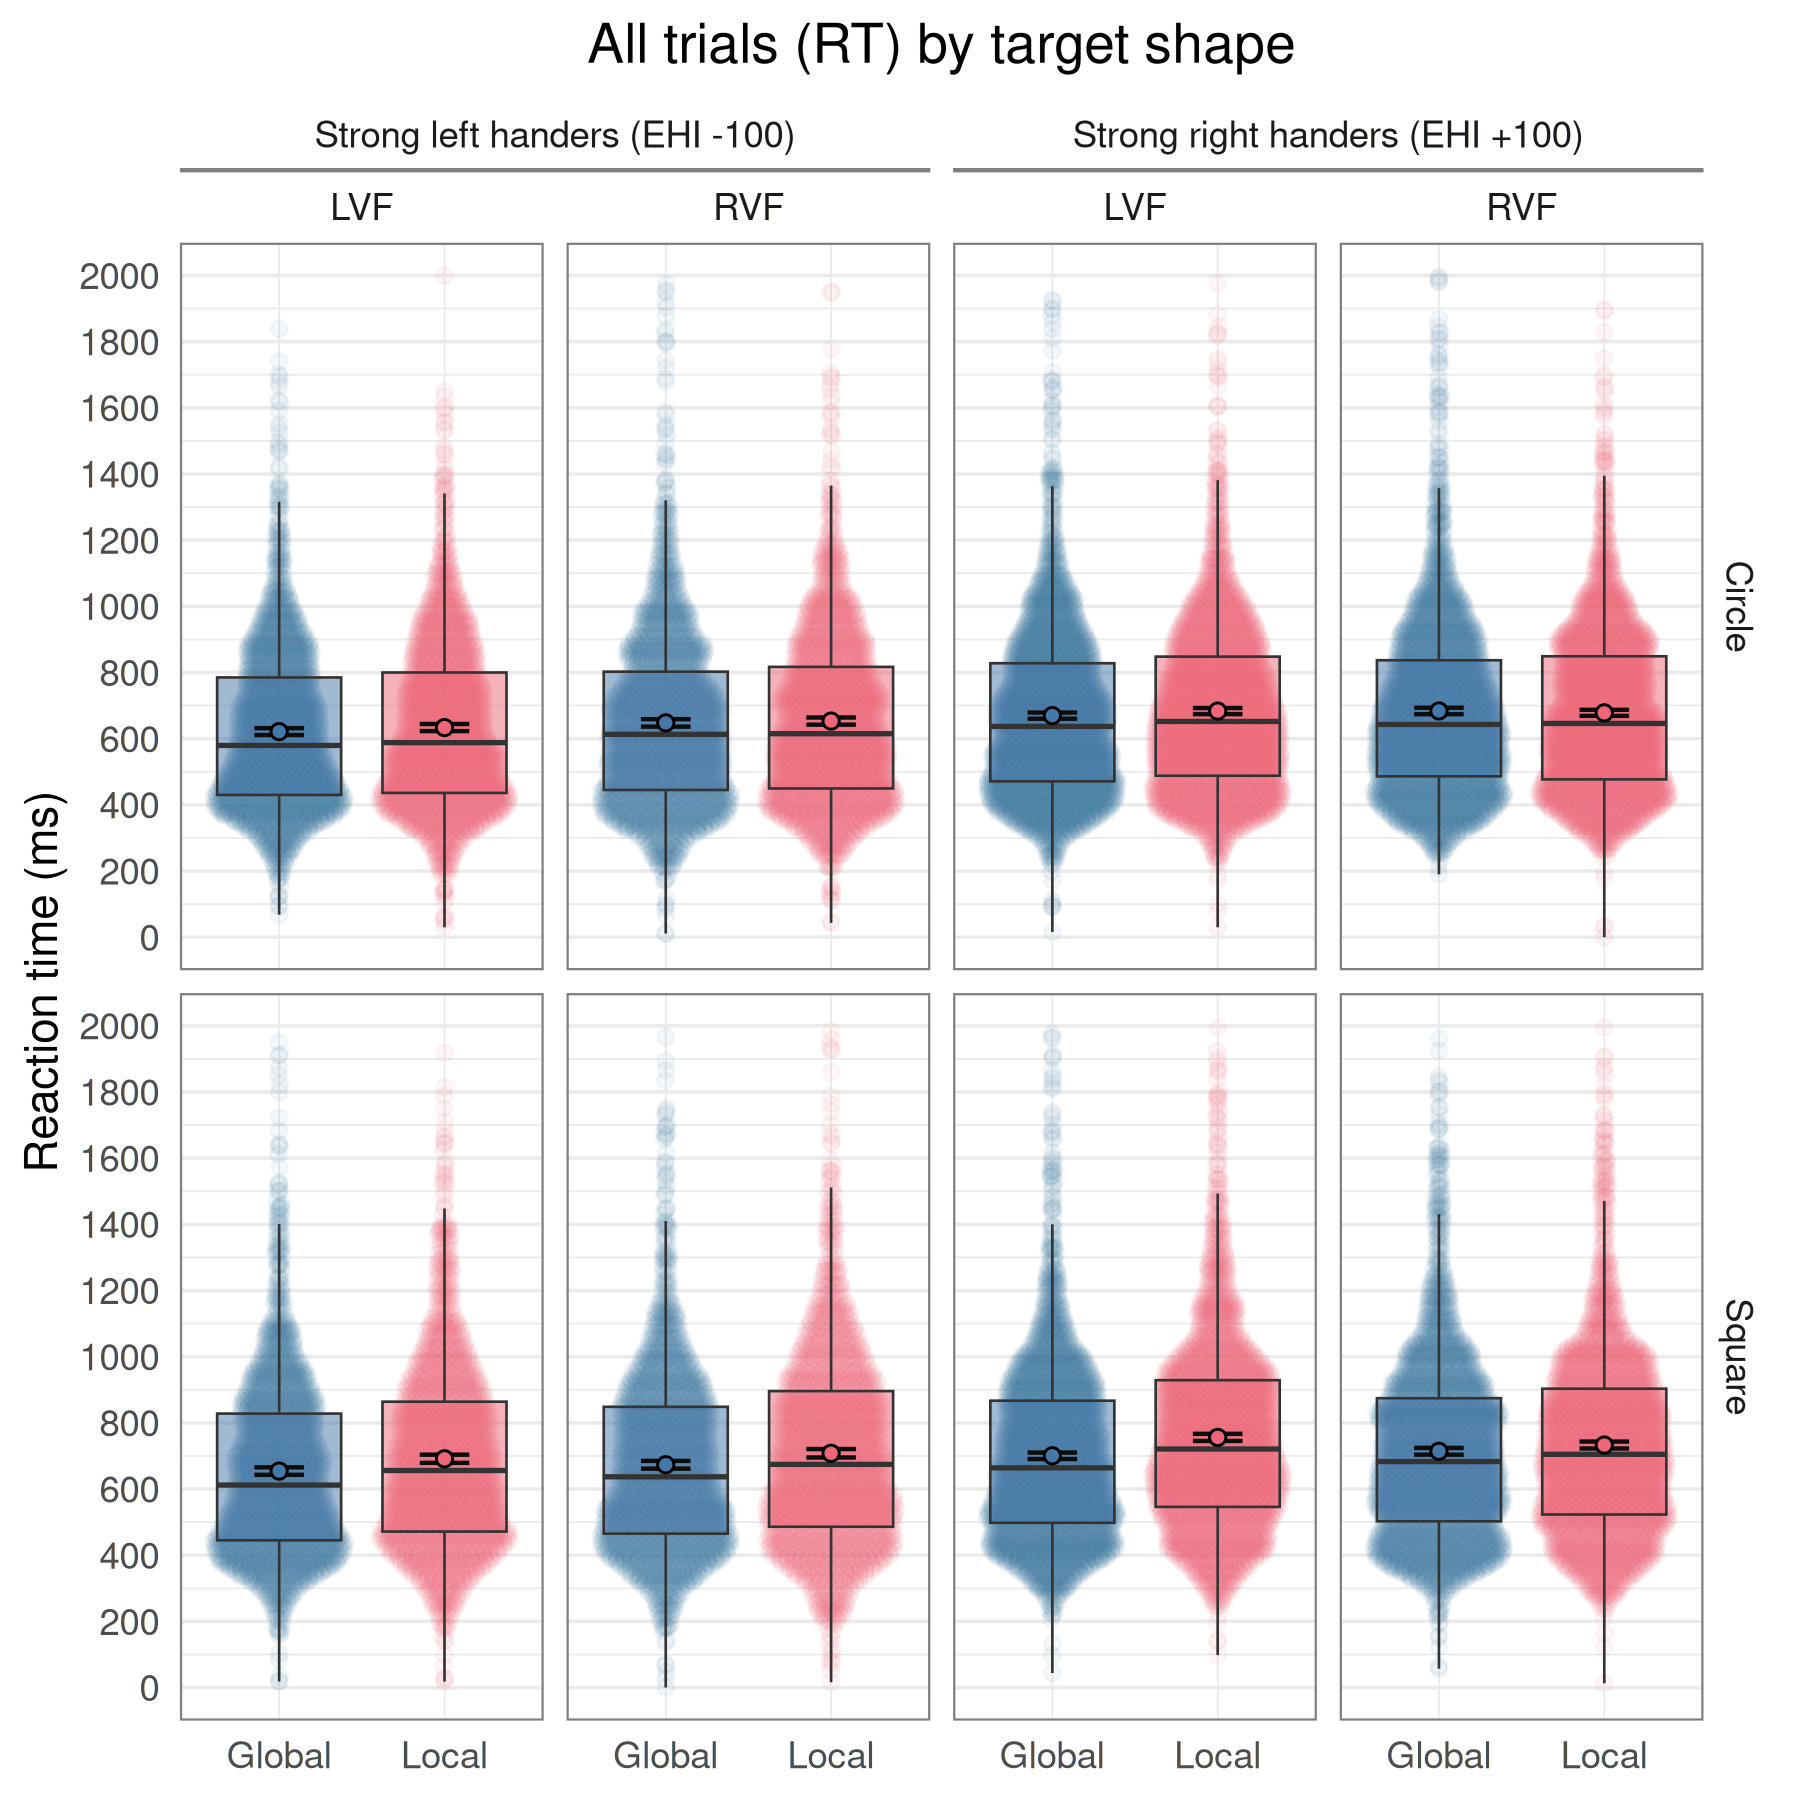 All trials (RT) by target shape
Strong left handers (EHI -100)
Strong right handers (EHI +100)
LVF
RVF
LVF
RVF
Reaction time (ms)
2000
1800
1600
1400
1200
1000
800
600
400
200
0
Circle
2000
1800
1600
1400
1200
1000
800
600
400
200
0
Square
Global
Local
Global
Local
Global
Local
Global
Local